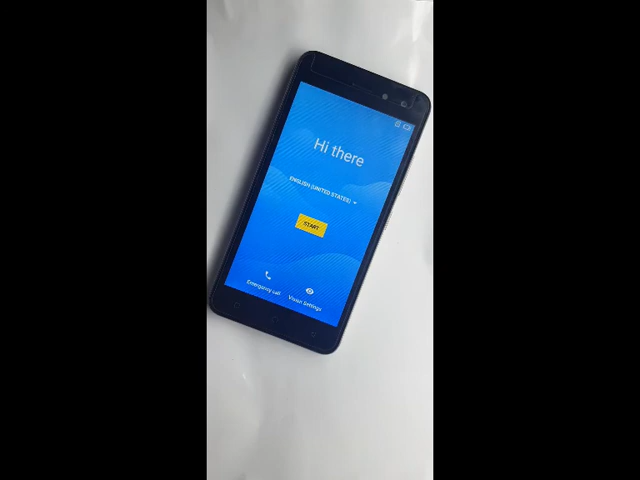 Hi there
ENGLISH (UNITED STATES)
START
Emergency call
Vision Settings